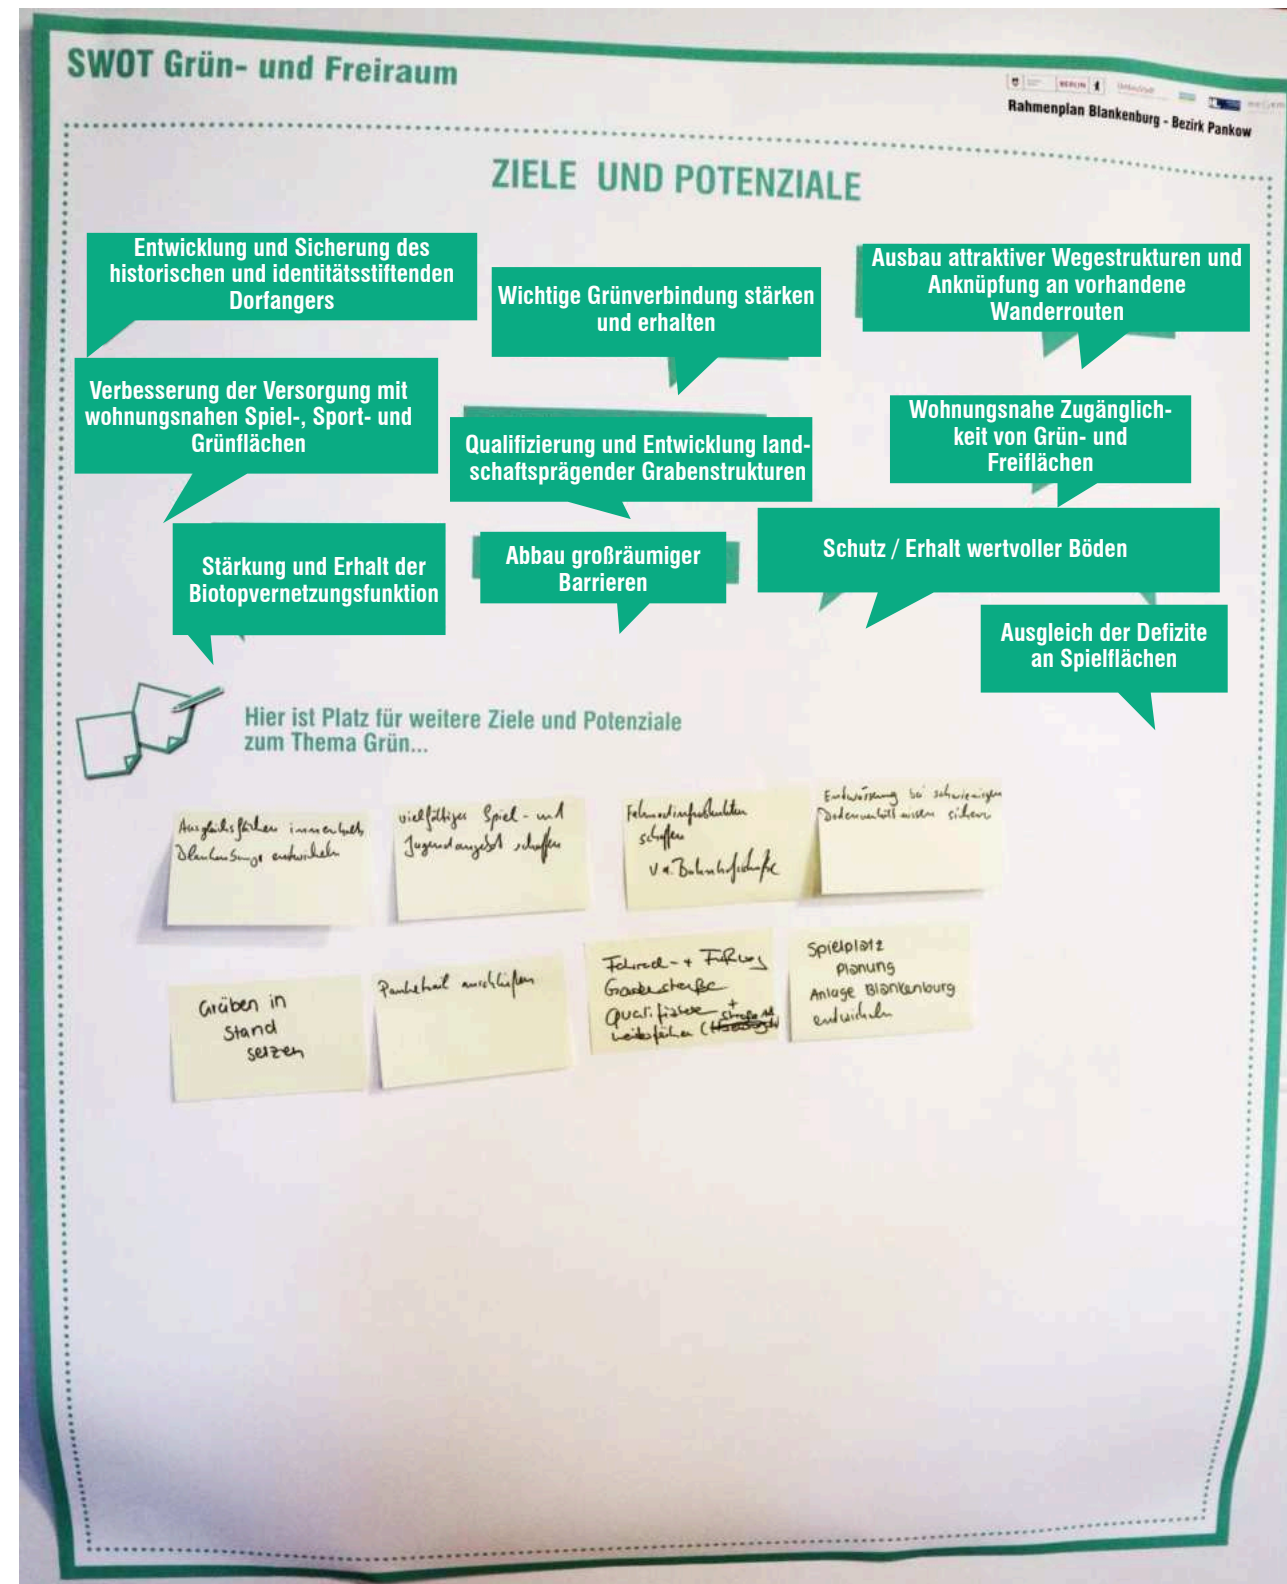 SWOT Grün- und Freiraum
BERLIN
Rahmenplan Blankenburg - Bezirk Pankow
ZIELE UND POTENZIALE
Entwicklung und Sicherung des
historischen und identitätsstiftenden
Dorfangers
Wichtige Grünverbindung stärken
und erhalten
Ausbau attraktiver Wegestrukturen und
Anknüpfung an vorhandene
Wanderrouten
Verbesserung der Versorgung mit
wohnungsnahen Spiel-, Sport- und
Grünflächen
Qualifizierung und Entwicklung land-
schaftsprägender Grabenstrukturen
Wohnungsnahe Zugänglich-
keit von Grün- und
Freiflächen
Stärkung und Erhalt der
Biotopvernetzungsfunktion
Abbau großräumiger
Barrieren
Schutz / Erhalt wertvoller Böden
Ausgleich der Defizite
an Spielflächen
Hier ist Platz für weitere Ziele und Potenziale
zum Thema Grün...
Ausgleichsflächen innerhalb
Blankenburgs entwickeln
vielfältiges Spiel- und
Jugendangebot schaffen
Fahrradinfrastruktur
schaffen
v.a. Bahnhofstraße
Entwässerung bei schwierigen
Bodenverhältnissen sichern
Gräben in
Stand
setzen
Panketrail anschließen
Fahrrad- + Fußweg
Gartenstraße
Qualifizieren +
weiterführen
Spielplatz
Planung
Anlage Blankenburg
entwickeln